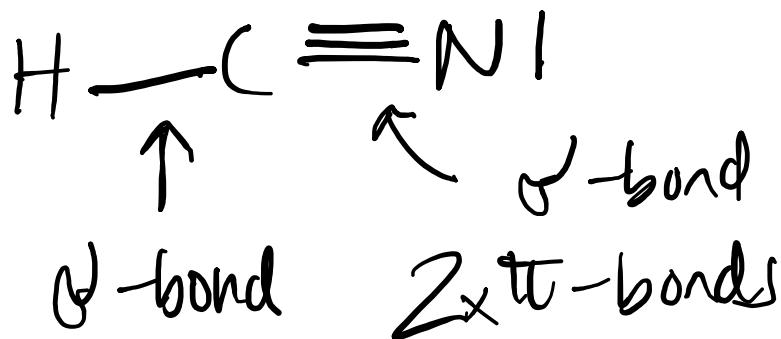 H—C≡N|
σ-bond
σ-bond 2x π-bonds